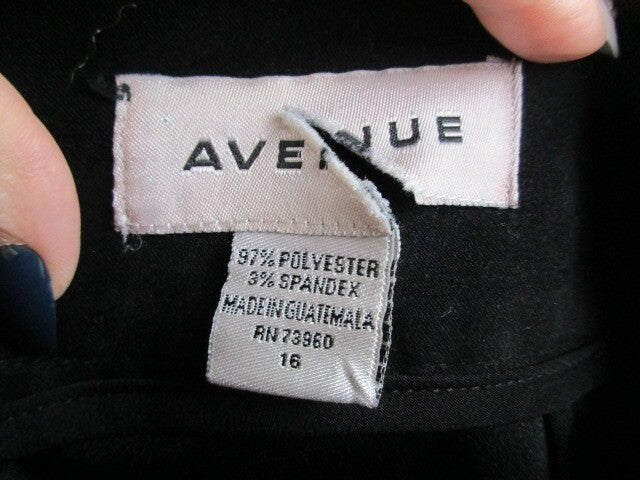 AVENUE
97% POLYESTER
3% SPANDEX
MADE IN GUATEMALA
RN 73960
16